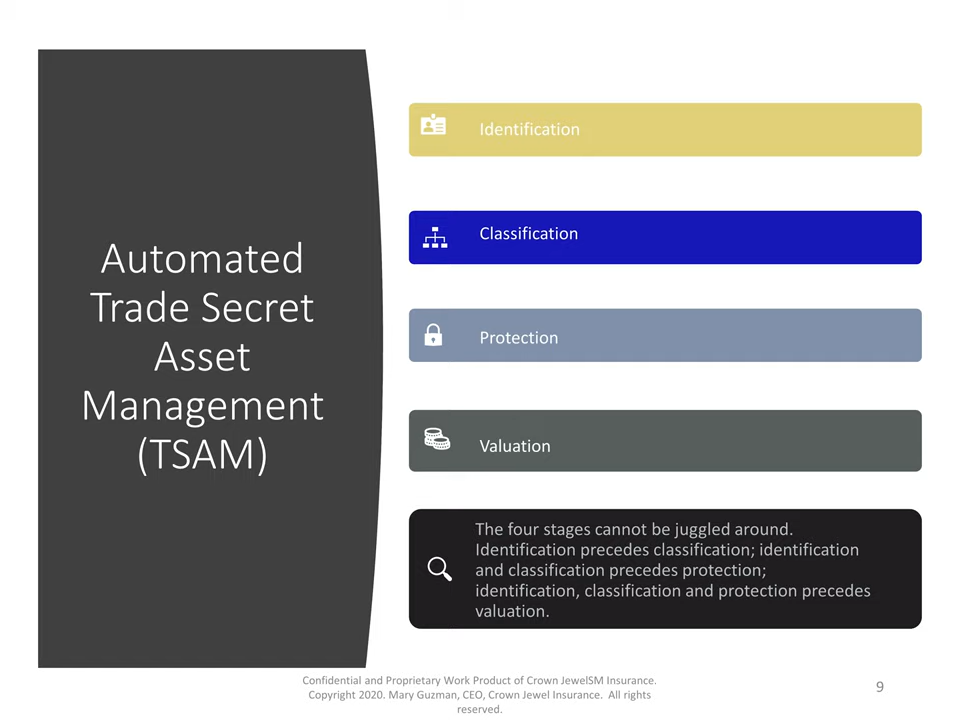 Automated
Trade Secret
Asset
Management
(TSAM)
Identification
Classification
Protection
Valuation
The four stages cannot be juggled around.
Identification precedes classification; identification
and classification precedes protection;
identification, classification and protection precedes
valuation.
Confidential and Proprietary Work Product of Crown JewelSM Insurance.
Copyright 2020. Mary Guzman, CEO, Crown Jewel Insurance. All rights
reserved.
9